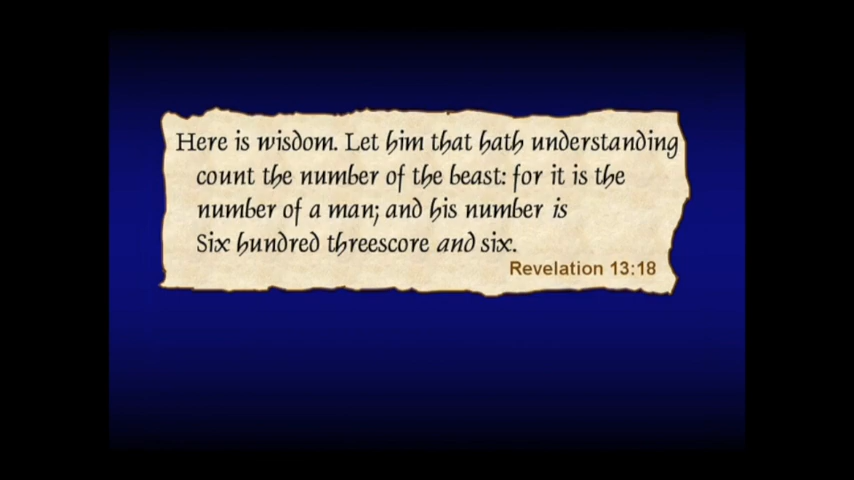 Here is wisdom. Let him that hath understanding
count the number of the beast: for it is the
number of a man; and his number is
Six hundred threescore and six.
Revelation 13:18